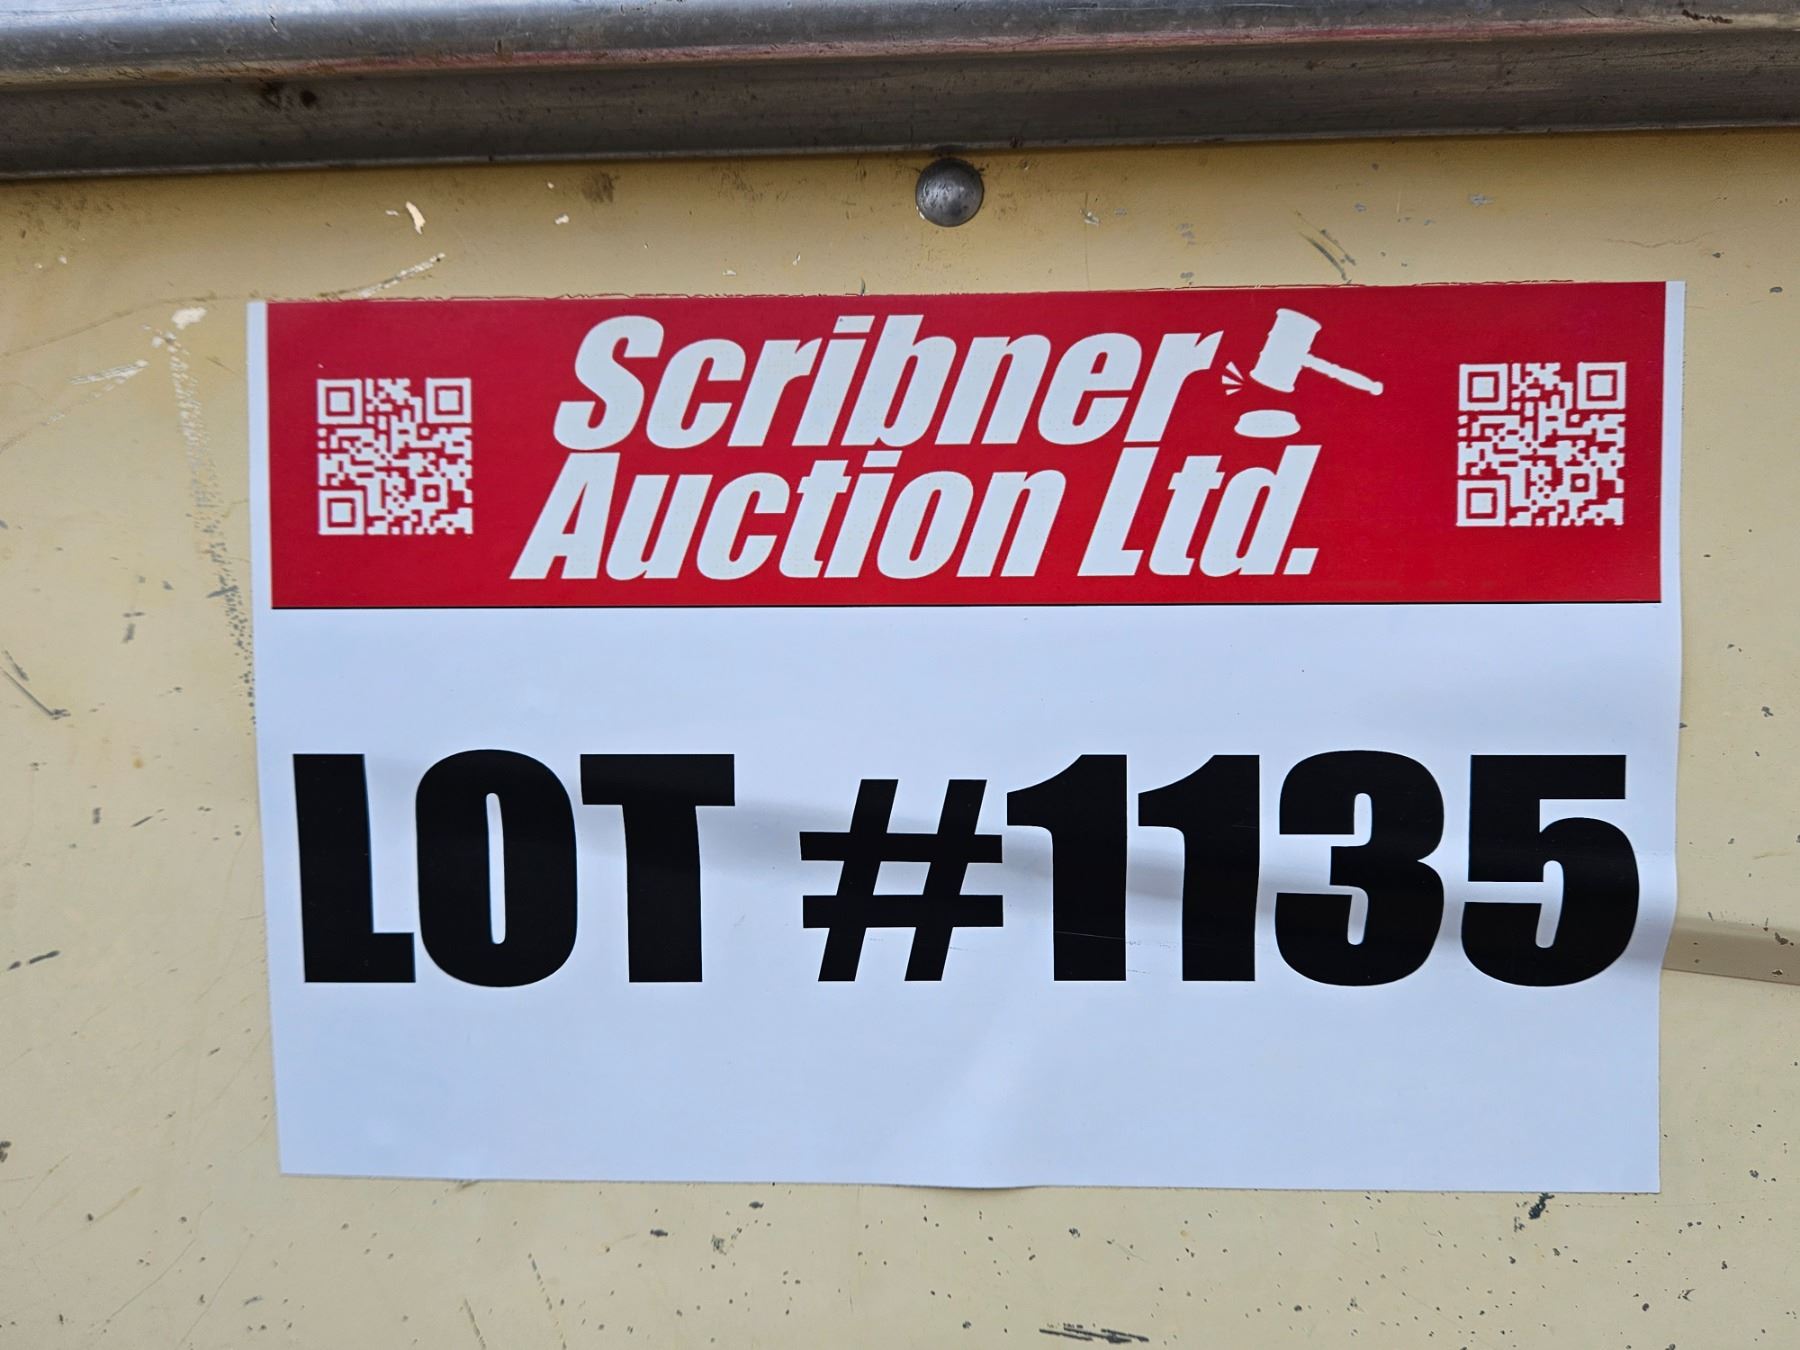 Scribner
Auction Ltd.
LOT #1135